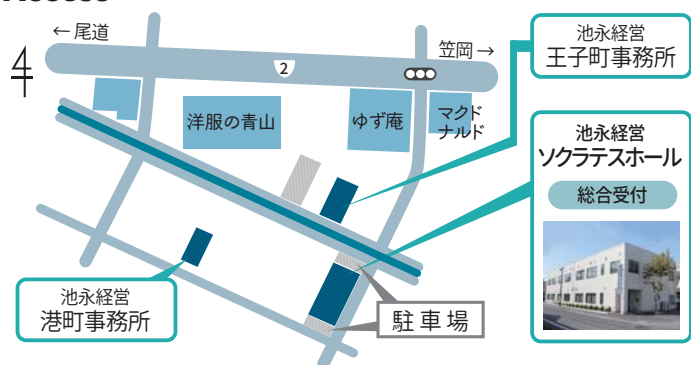 Access
←尾道
笠岡→
2
洋服の青山
ゆず庵
マクド
ナルド
池永経営
王子町事務所
池永経営
ソクラテスホール
総合受付
池永経営
港町事務所
駐車場